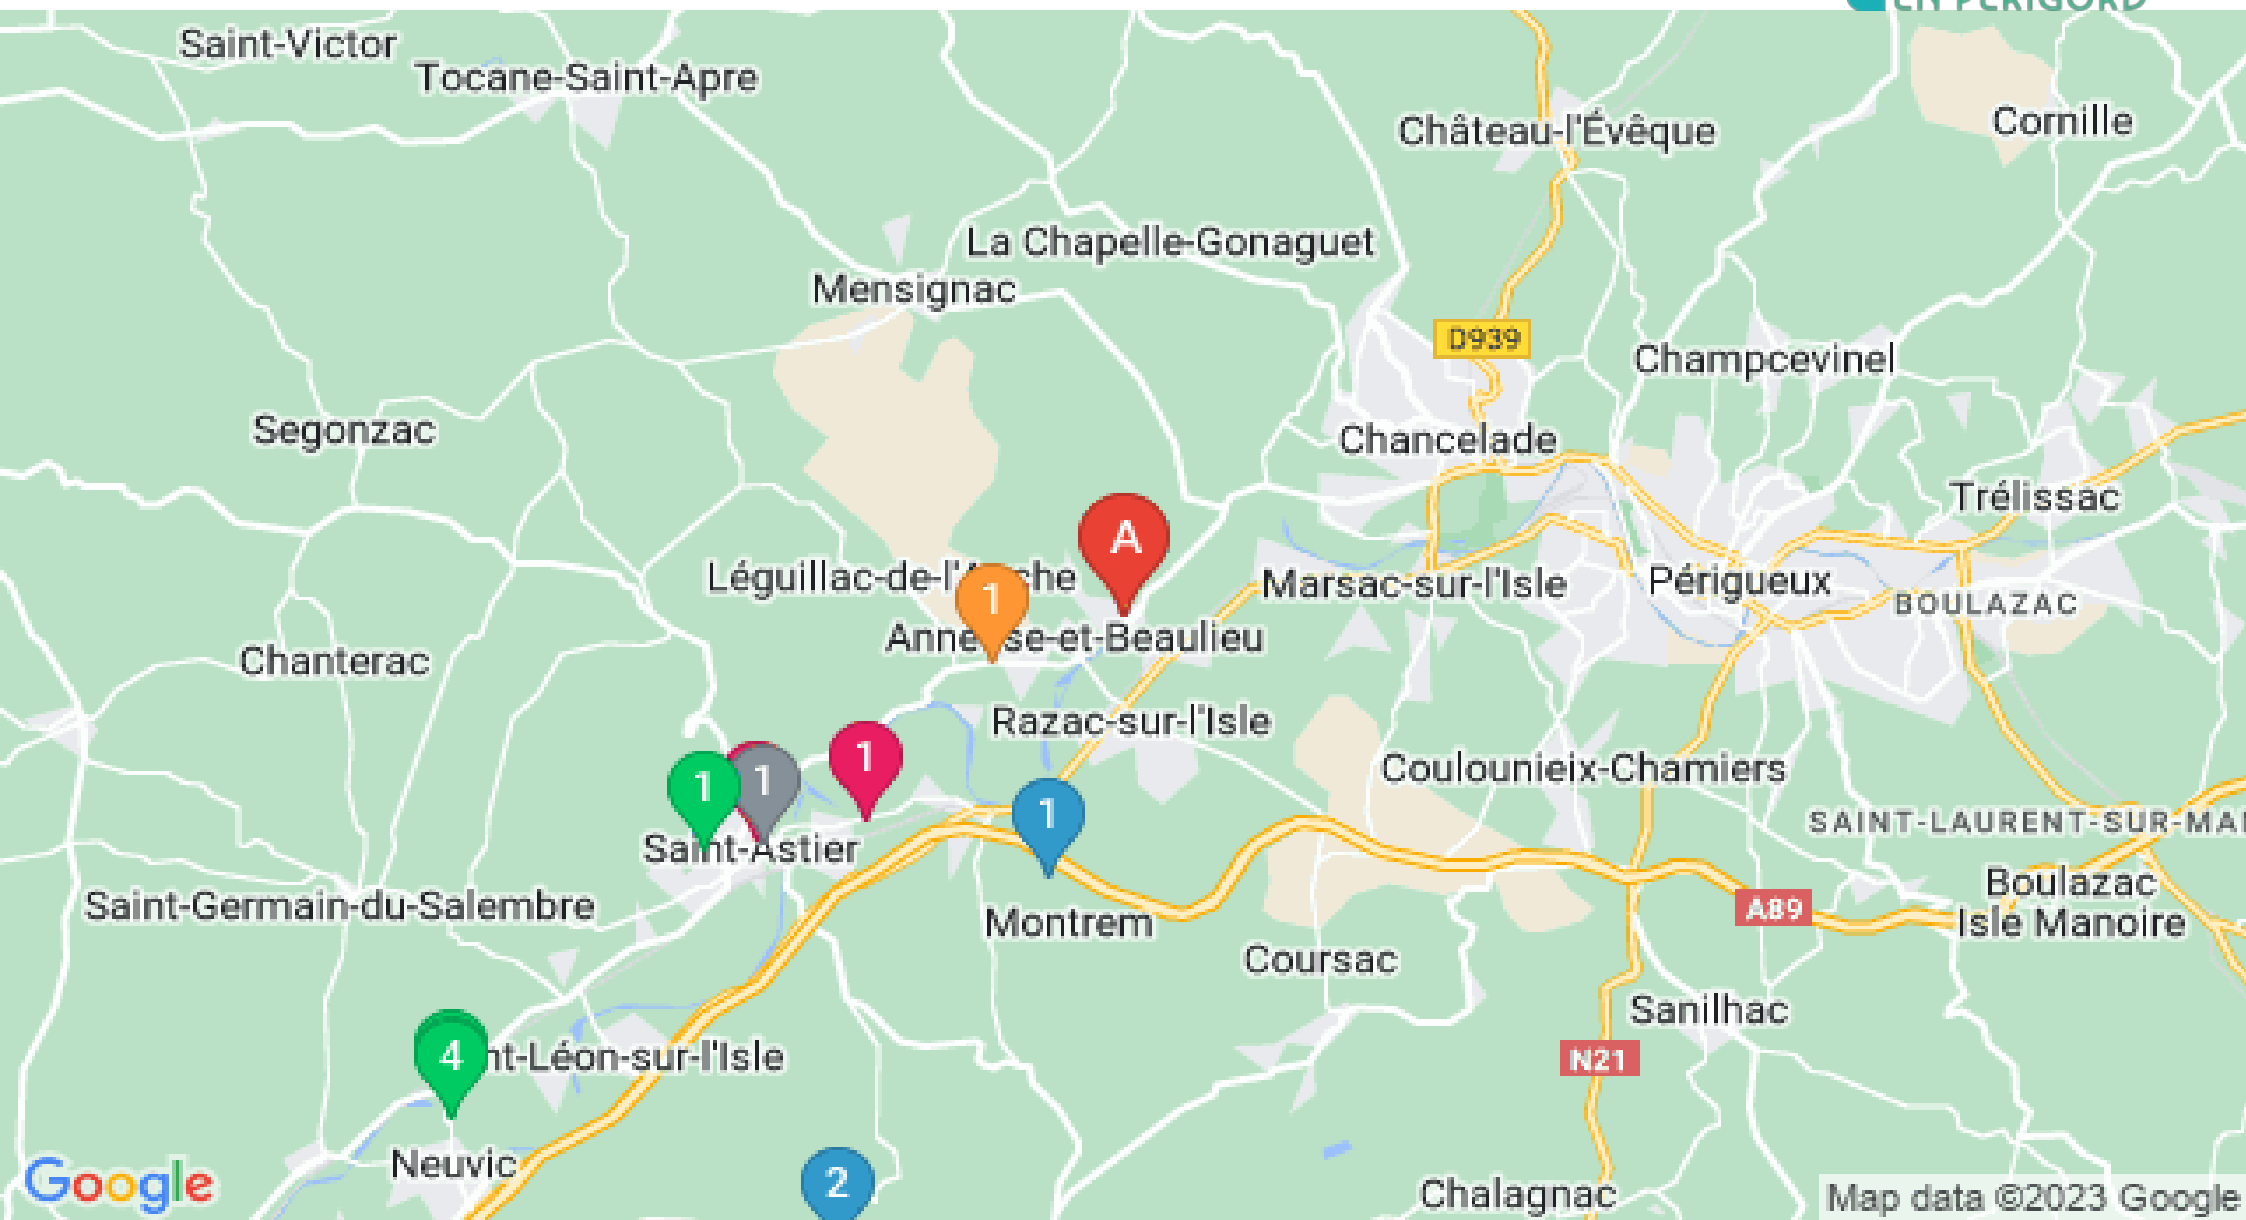 EN PÉRIGORD
Saint-Victor
Tocane-Saint-Apre
Château-l'Évêque
Cornille
La Chapelle-Gonaguet
Mensignac
D939
Champcevinel
Segonzac
Chancelade
Trélissac
A
Léguillac-de-l'
che
1
Marsac-sur-l'Isle
Périgueux
BOULAZAC
Anne
se-et-Beaulieu
Chanterac
Razac-sur-l'Isle
1
1
1
Coulounieix-Chamiers
1
SAINT-LAURENT-SUR-MA
Saint-Astier
Boulazac
Isle Manoire
Saint-Germain-du-Salembre
A89
Montrem
Coursac
Sanilhac
4
nt-Léon-sur-l'Isle
N21
Neuvic
2
Google
Chalagnac
Map data ©2023 Google